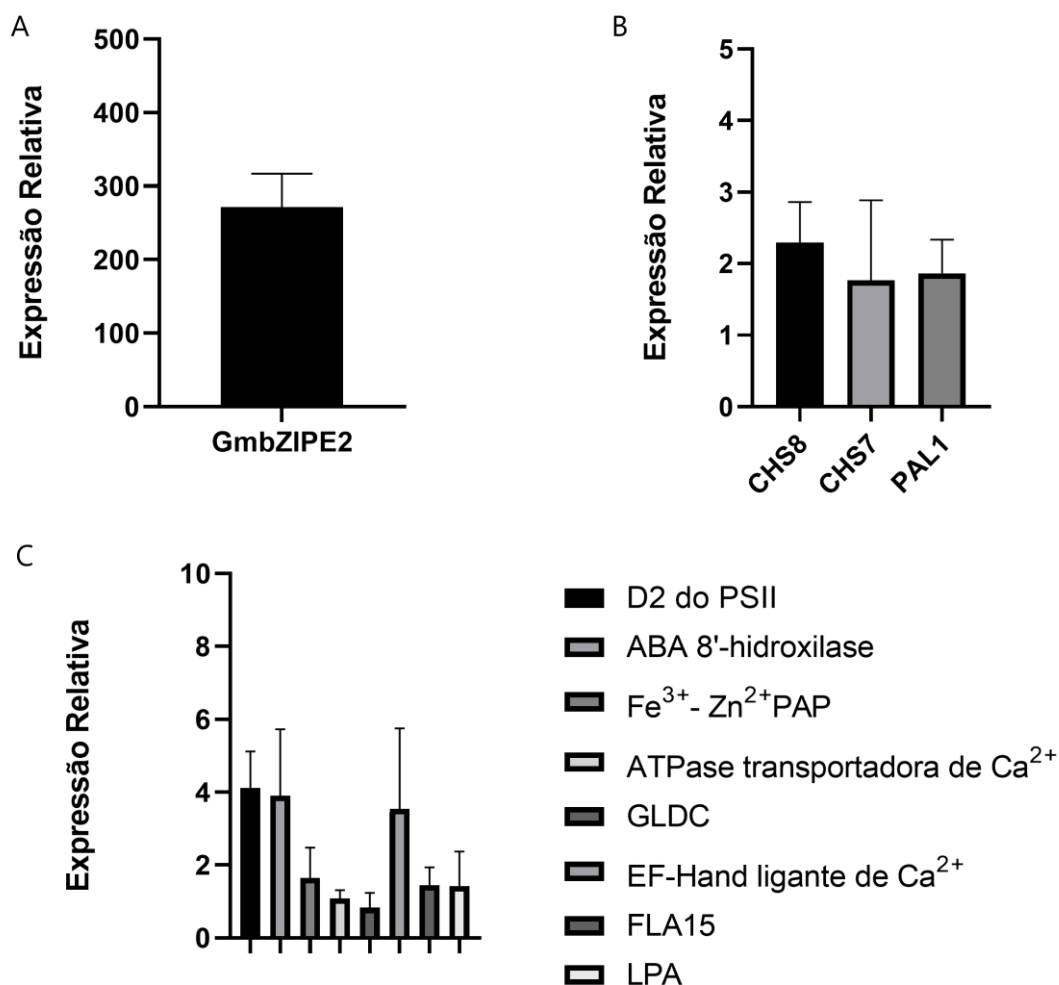 A
Expressão Relativa
500
400
300
200
100
0
GmbZIPE2
B
Expressão Relativa
5
4
3
2
1
0
CHS8
CHS7
PAL1
C
Expressão Relativa
10
8
6
4
2
0
D2 do PSII
ABA 8'-hidroxilase
Fe³⁺- Zn²⁺PAP
ATPase transportadora de Ca²⁺
GLDC
EF-Hand ligante de Ca²⁺
FLA15
LPA